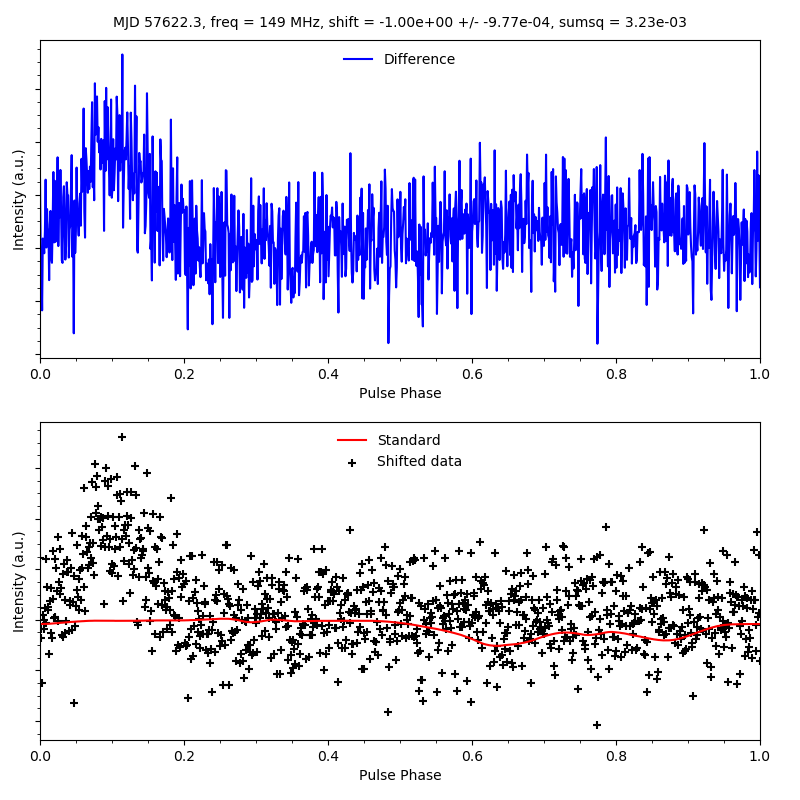 MJD 57622.3, freq = 149 MHz, shift = -1.00e+00 +/- -9.77e-04, sumsq = 3.23e-03
Difference
Intensity (a.u.)
0.0 0.2 0.4 0.6 0.8 1.0
Pulse Phase
Standard
Shifted data
Intensity (a.u.)
0.0 0.2 0.4 0.6 0.8 1.0
Pulse Phase